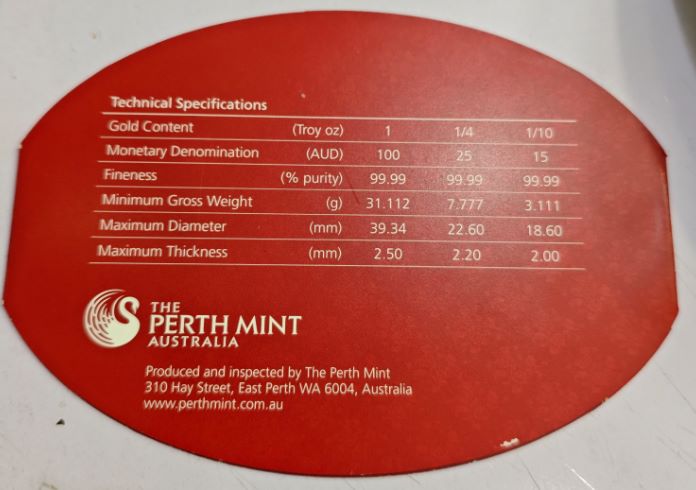 Technical Specifications
Gold Content (Troy oz) 1 1/4 1/10
Monetary Denomination (AUD) 100 25 15
Fineness (% purity) 99.99 99.99 99.99
Minimum Gross Weight (g) 31.112 7.777 3.111
Maximum Diameter (mm) 39.34 22.60 18.60
Maximum Thickness (mm) 2.50 2.20 2.00
THE
PERTH MINT
AUSTRALIA
Produced and inspected by The Perth Mint
310 Hay Street, East Perth WA 6004, Australia
www.perthmint.com.au